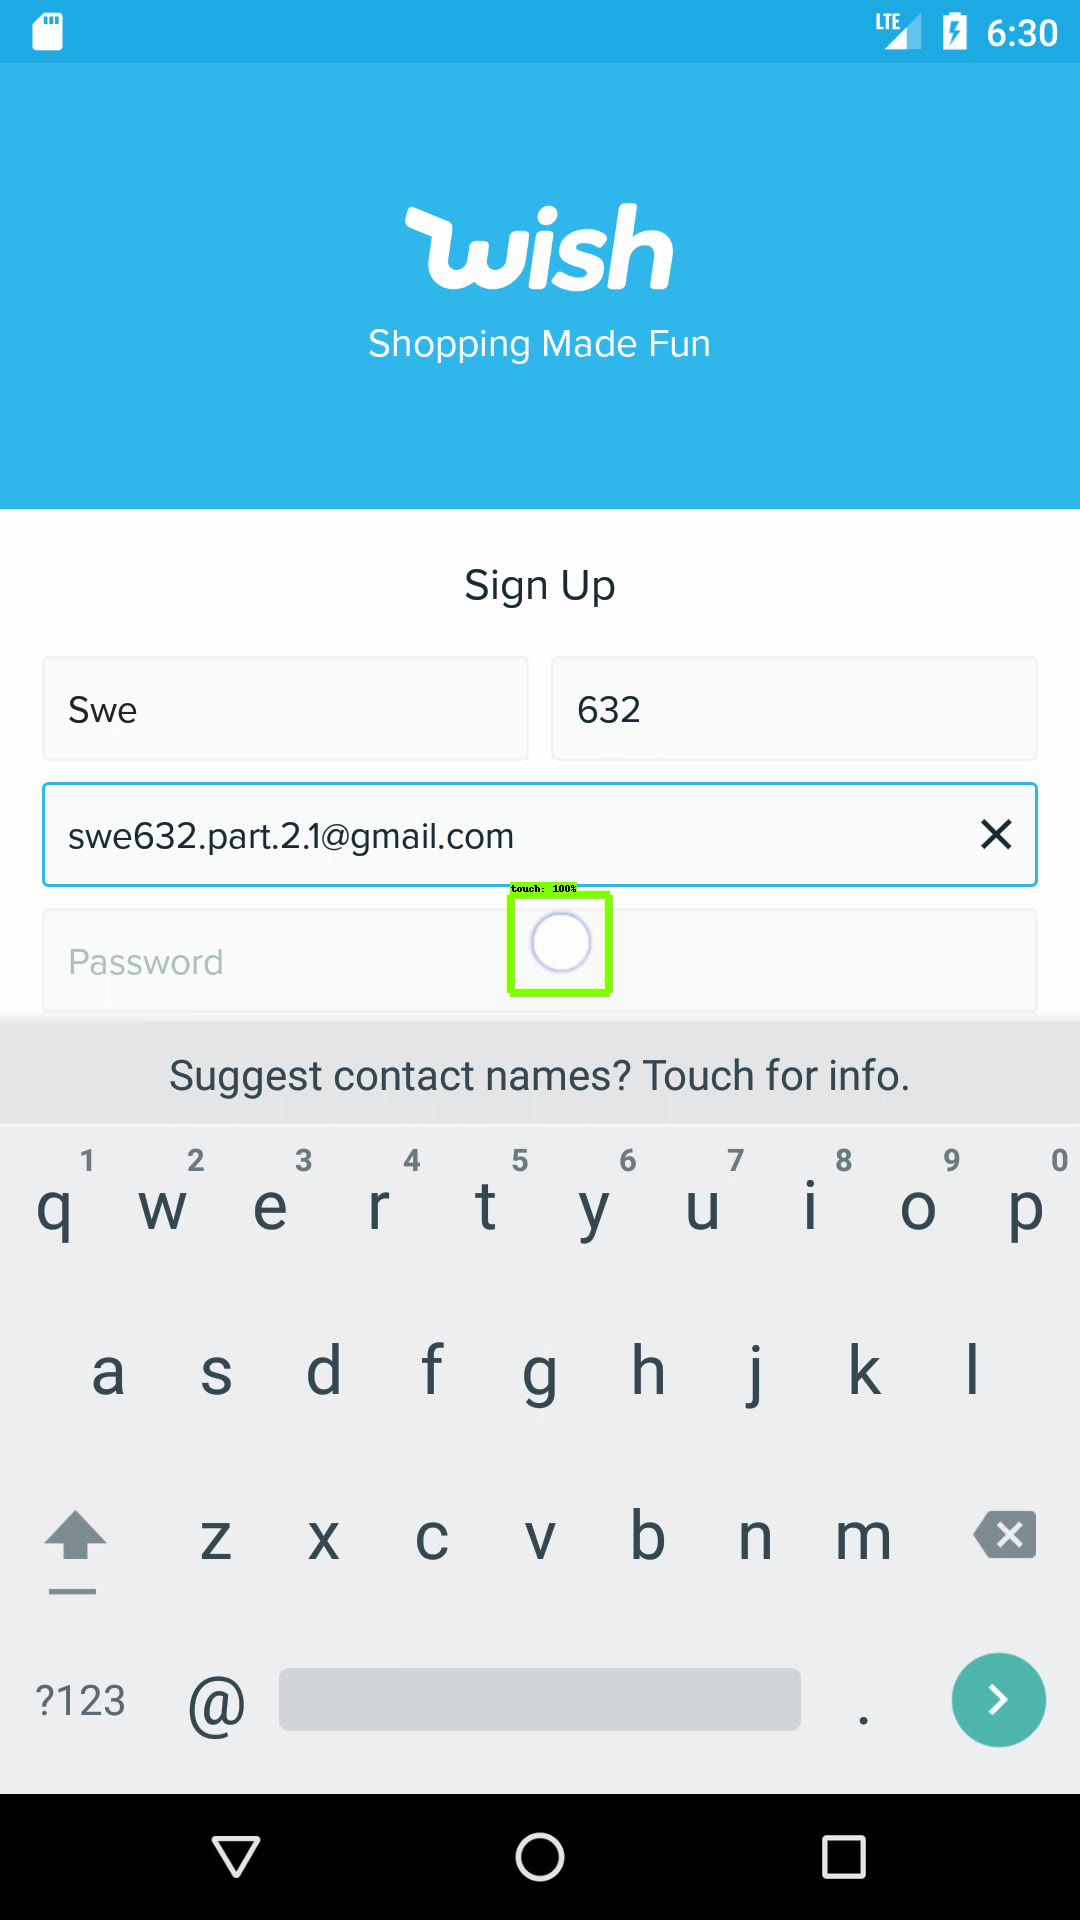 LTE 6:30
wish
Shopping Made Fun
Sign Up
Swe 632
swe632.part.2.1@gmail.com
touch: 100%
Password
Suggest contact names? Touch for info.
1 2 3 4 5 6 7 8 9 0
q w e r t y u i o p
a s d f g h j k l
z x c v b n m
?123 @ .